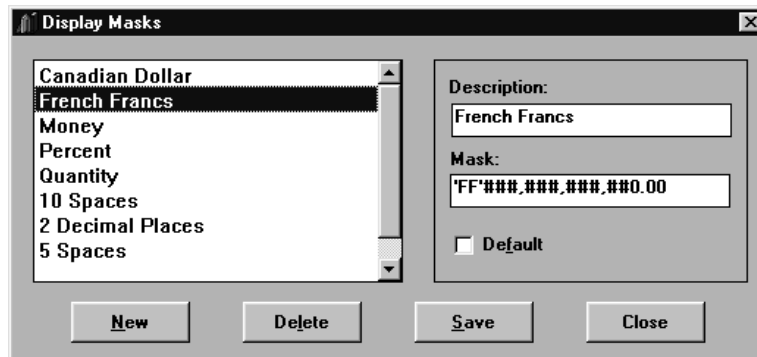 Display Masks
Canadian Dollar
French Francs
Money
Percent
Quantity
10 Spaces
2 Decimal Places
5 Spaces
Description:
French Francs
Mask:
'FF'###,###,###,##0.00
Default
New
Delete
Save
Close